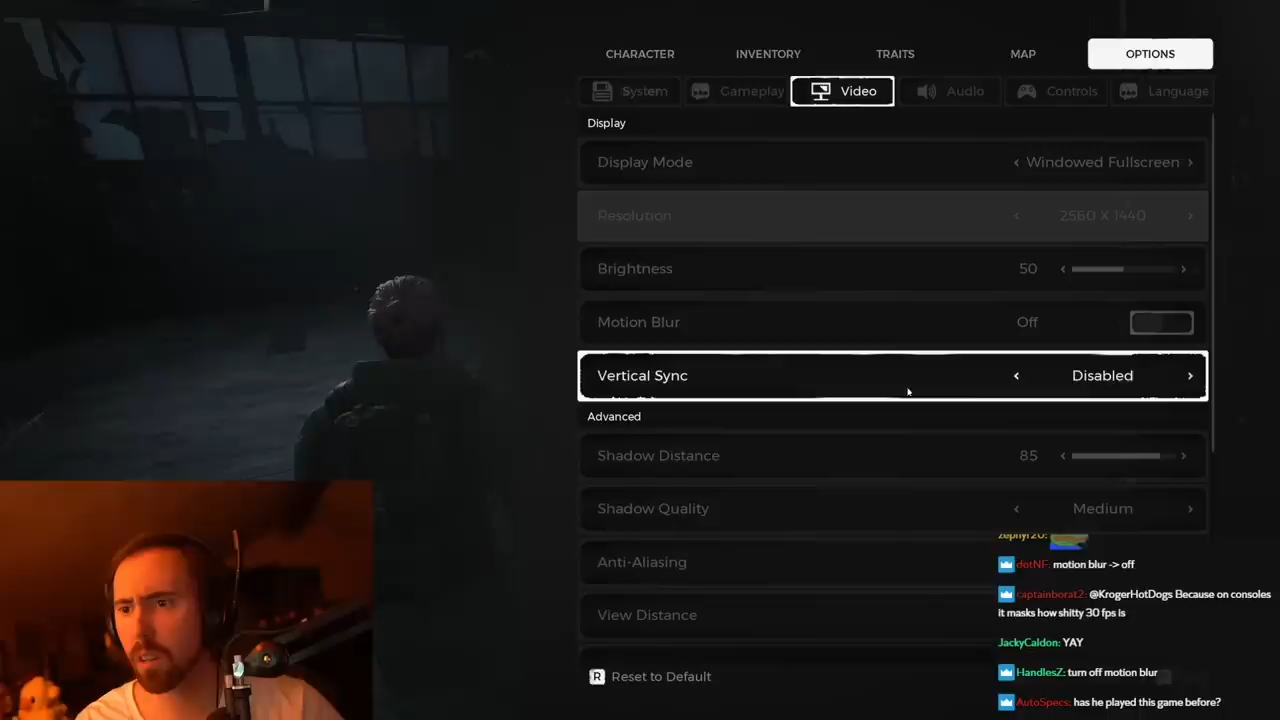 CHARACTER
INVENTORY
TRAITS
MAP
OPTIONS
System
Gameplay
Video
Audio
Controls
Language
Display
Display Mode
Windowed Fullscreen
Resolution
2560 X 1440
Brightness
50
Motion Blur
Off
Vertical Sync
Disabled
Advanced
Shadow Distance
85
Shadow Quality
Medium
Anti-Aliasing
View Distance
R Reset to Default
zephyr20:
dotNF: motion blur -> off
captainborat2: @KrogerHotDogs Because on consoles
it masks how shitty 30 fps is
JackyCaldon: YAY
HandlesZ: turn off motion blur
AutoSpecs: has he played this game before?